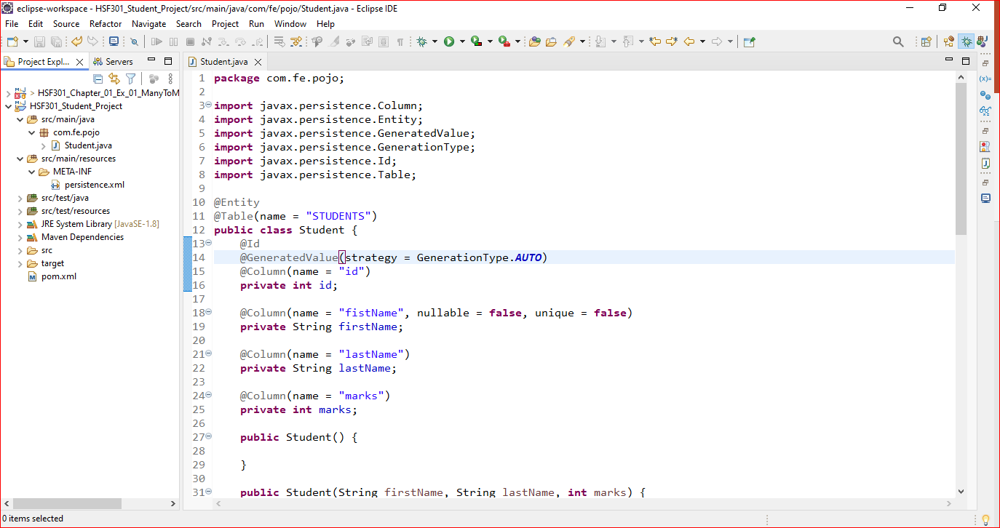 eclipse-workspace - HSF301_Student_Project/src/main/java/com/fe/pojo/Student.java - Eclipse IDE
File Edit Source Refactor Navigate Search Project Run Window Help
Project Expl...
Servers
> HSF301_Chapter_01_Ex_01_ManyToM
HSF301_Student_Project
src/main/java
com.fe.pojo
Student.java
src/main/resources
META-INF
persistence.xml
src/test/java
src/test/resources
JRE System Library [JavaSE-1.8]
Maven Dependencies
src
target
pom.xml
Student.java
1 package com.fe.pojo;
2
3 import javax.persistence.Column;
4 import javax.persistence.Entity;
5 import javax.persistence.GeneratedValue;
6 import javax.persistence.GenerationType;
7 import javax.persistence.Id;
8 import javax.persistence.Table;
9
10 @Entity
11 @Table(name = "STUDENTS")
12 public class Student {
13 @Id
14 @GeneratedValue(strategy = GenerationType.AUTO)
15 @Column(name = "id")
16 private int id;
17
18 @Column(name = "fistName", nullable = false, unique = false)
19 private String firstName;
20
21 @Column(name = "lastName")
22 private String lastName;
23
24 @Column(name = "marks")
25 private int marks;
26
27 public Student() {
28
29 }
30
31 public Student(String firstName, String lastName, int marks) {
(x)=
0 items selected